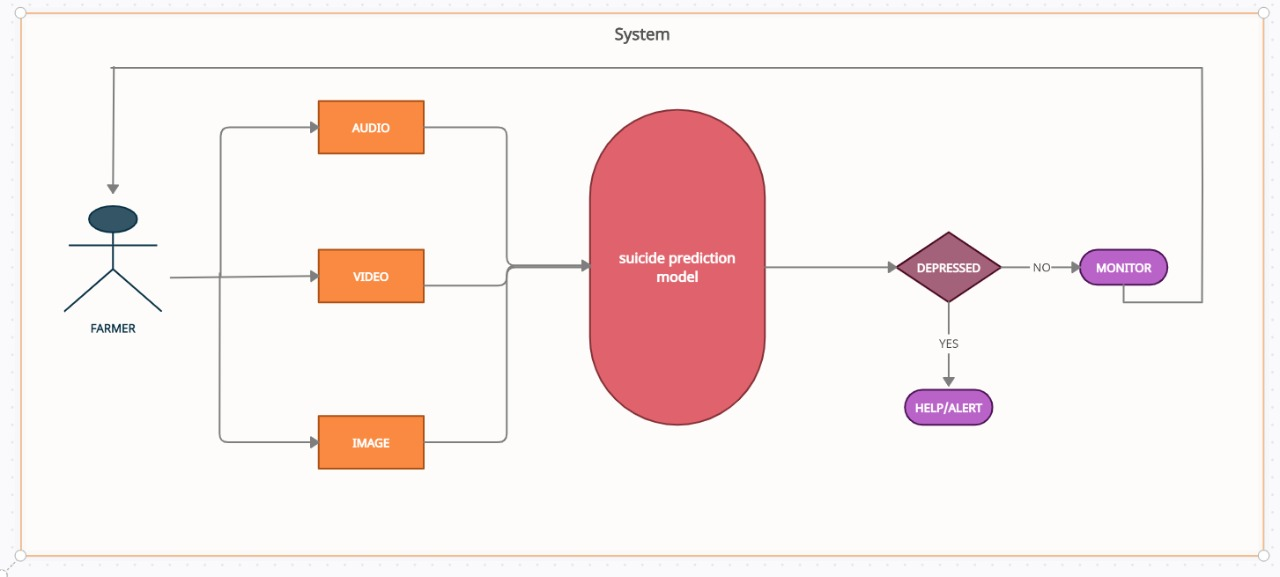 System
AUDIO
VIDEO
IMAGE
FARMER
suicide prediction
model
DEPRESSED
NO
MONITOR
YES
HELP/ALERT